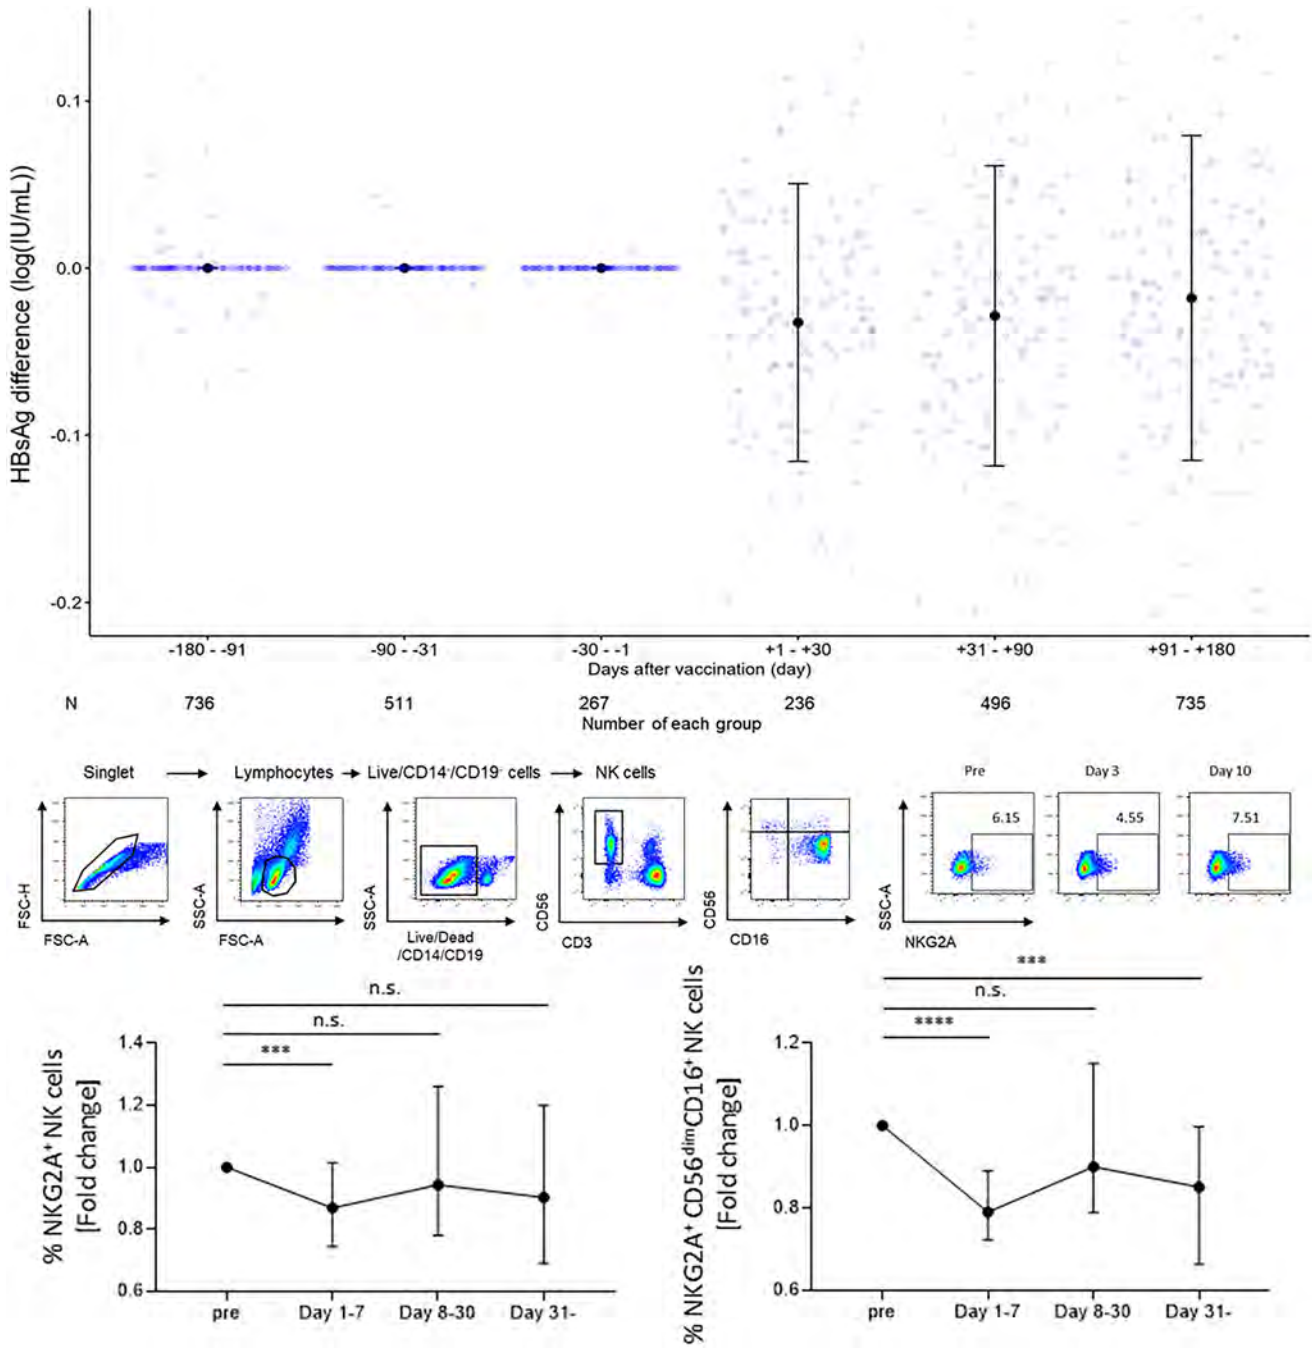 HBsAg difference (log(IU/mL))
0.1
0.0
-0.1
-0.2
-180 - -91 -90 - -31 -30 - -1 +1 - +30 +31 - +90 +91 - +180
Days after vaccination (day)
N 736 511 267 236 496 735
Number of each group
Singlet Lymphocytes Live/CD14-/CD19- cells NK cells
FSC-H
FSC-A
SSC-A
FSC-A
SSC-A
Live/Dead
/CD14/CD19
CD56
CD3
CD56
CD16
Pre Day 3 Day 10
6.15 4.55 7.51
SSC-A
NKG2A
% NKG2A+ NK cells
[Fold change]
n.s.
n.s.
***
1.4
1.2
1.0
0.8
0.6
pre Day 1-7 Day 8-30 Day 31-
% NKG2A+ CD56dimCD16+ NK cells
[Fold change]
***
n.s.
****
1.2
1.0
0.8
0.6
pre Day 1-7 Day 8-30 Day 31-